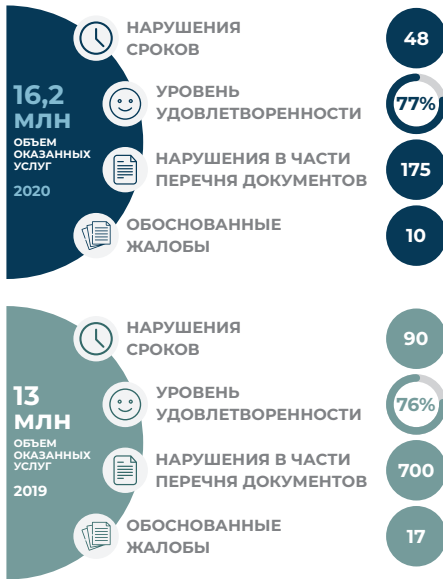 НАРУШЕНИЯ
СРОКОВ
48
16,2
МЛН
ОБЪЕМ
ОКАЗАННЫХ
УСЛУГ
2020
УРОВЕНЬ
УДОВЛЕТВОРЕННОСТИ
77%
НАРУШЕНИЯ В ЧАСТИ
ПЕРЕЧНЯ ДОКУМЕНТОВ
175
ОБОСНОВАННЫЕ
ЖАЛОБЫ
10
НАРУШЕНИЯ
СРОКОВ
90
13
МЛН
ОБЪЕМ
ОКАЗАННЫХ
УСЛУГ
2019
УРОВЕНЬ
УДОВЛЕТВОРЕННОСТИ
76%
НАРУШЕНИЯ В ЧАСТИ
ПЕРЕЧНЯ ДОКУМЕНТОВ
700
ОБОСНОВАННЫЕ
ЖАЛОБЫ
17